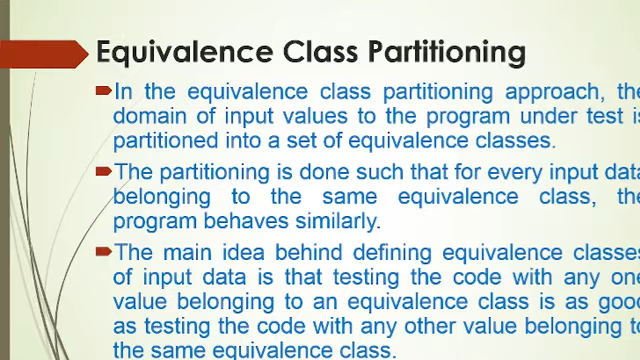 Equivalence Class Partitioning
In the equivalence class partitioning approach, the
domain of input values to the program under test is
partitioned into a set of equivalence classes.
The partitioning is done such that for every input data
belonging to the same equivalence class, the
program behaves similarly.
The main idea behind defining equivalence classes
of input data is that testing the code with any one
value belonging to an equivalence class is as good
as testing the code with any other value belonging to
the same equivalence class.